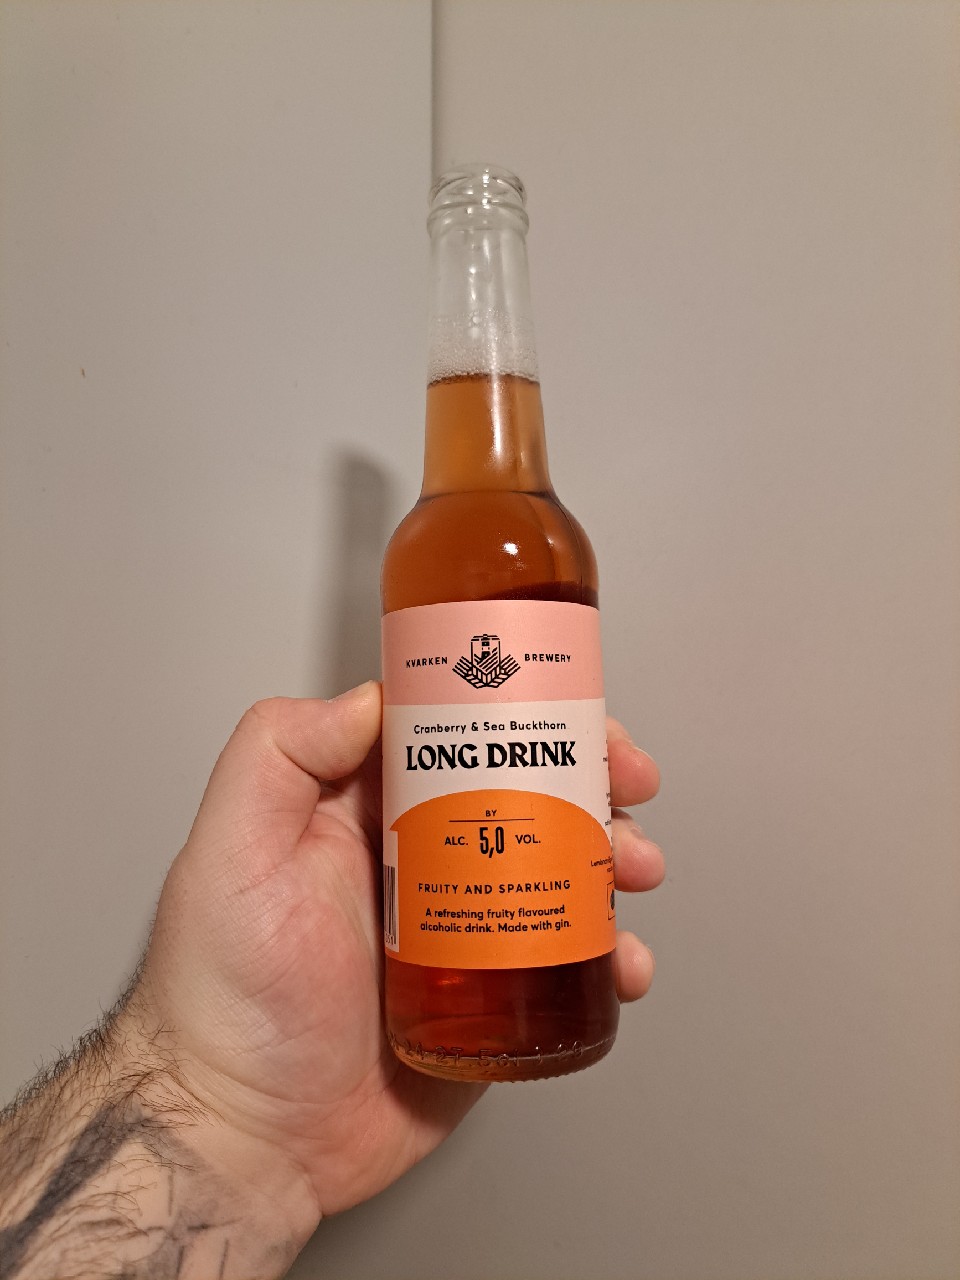 KVARKEN BREWERY
Cranberry & Sea Buckthorn
LONG DRINK
BY
ALC. 5,0 VOL.
FRUITY AND SPARKLING
A refreshing fruity flavoured
alcoholic drink. Made with gin.